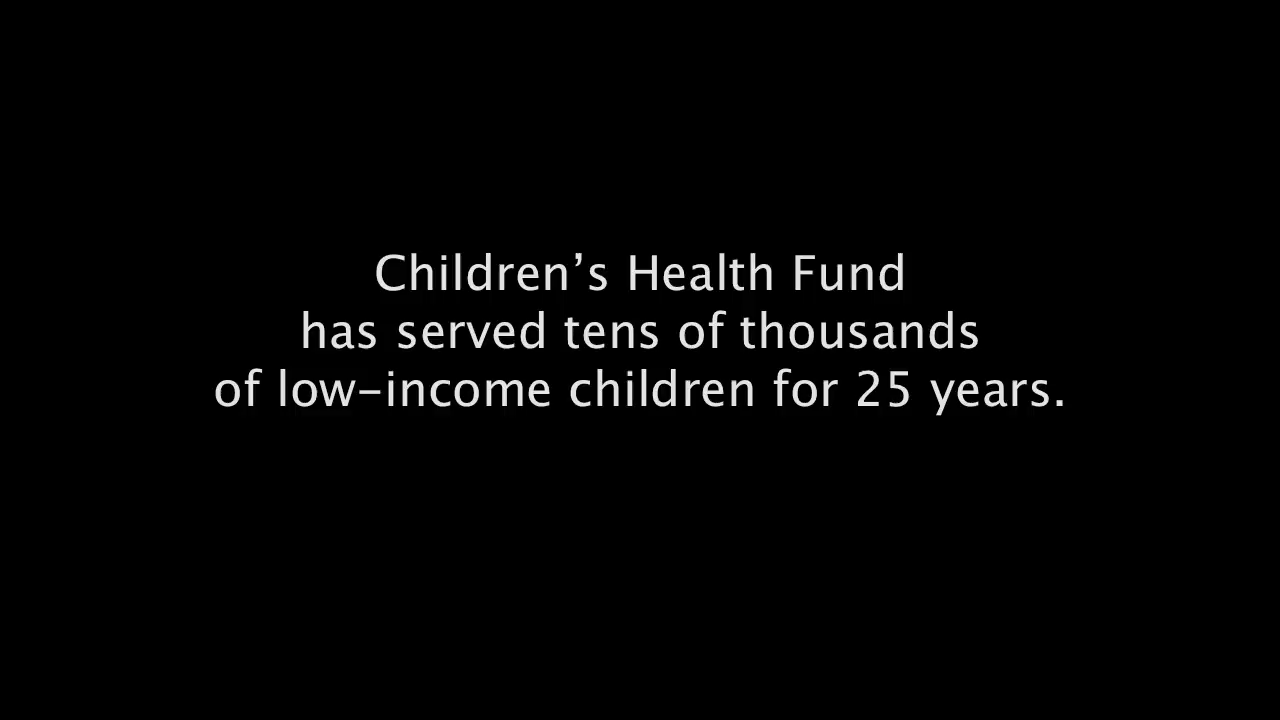 Children’s Health Fund
has served tens of thousands
of low-income children for 25 years.